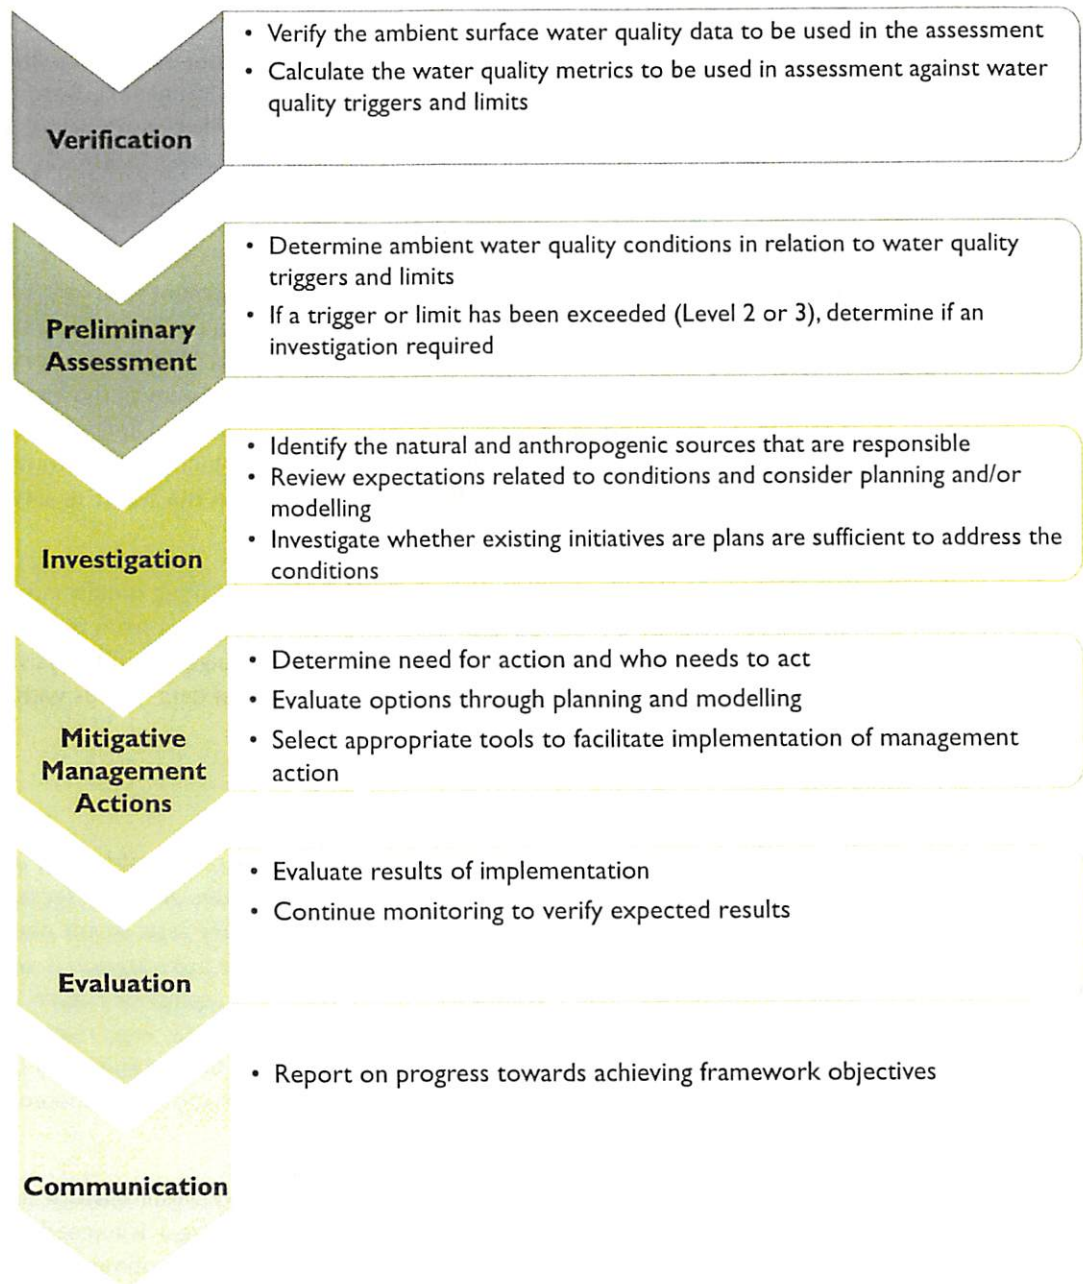 • Verify the ambient surface water quality data to be used in the assessment
• Calculate the water quality metrics to be used in assessment against water
quality triggers and limits
Verification
• Determine ambient water quality conditions in relation to water quality
triggers and limits
• If a trigger or limit has been exceeded (Level 2 or 3), determine if an
investigation required
Preliminary
Assessment
• Identify the natural and anthropogenic sources that are responsible
• Review expectations related to conditions and consider planning and/or
modelling
• Investigate whether existing initiatives are plans are sufficient to address the
conditions
Investigation
• Determine need for action and who needs to act
• Evaluate options through planning and modelling
• Select appropriate tools to facilitate implementation of management
action
Mitigative
Management
Actions
• Evaluate results of implementation
• Continue monitoring to verify expected results
Evaluation
• Report on progress towards achieving framework objectives
Communication